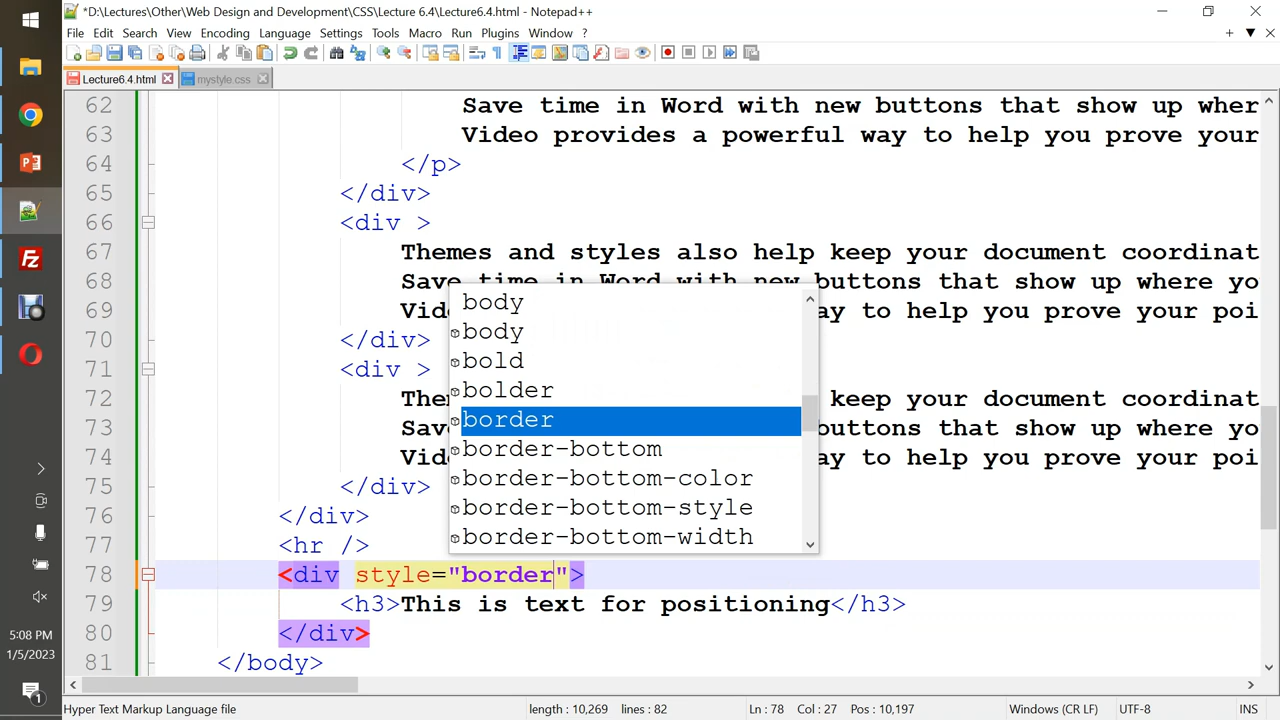 *D:\Lectures\Other\Web Design and Development\CSS\Lecture 6.4\Lecture6.4.html - Notepad++
File Edit Search View Encoding Language Settings Tools Macro Run Plugins Window ?
Lecture6.4.html mystyle.css
62 Save time in Word with new buttons that show up wher
63 Video provides a powerful way to help you prove your
64 </p>
65 </div>
66 <div >
67 Themes and styles also help keep your document coordinat
68 Save time in Word with new buttons that show up where yo
69 Vid ay to help you prove your poi
70 </div>
71 <div >
72 The keep your document coordinat
73 Sav buttons that show up where yo
74 Vid ay to help you prove your poi
75 </div>
76 </div>
77 <hr />
78 <div style="border">
79 <h3>This is text for positioning</h3>
80 </div>
81 </body>
body
body
bold
bolder
border
border-bottom
border-bottom-color
border-bottom-style
border-bottom-width
5:08 PM
1/5/2023
1
Hyper Text Markup Language file length : 10,269 lines : 82 Ln : 78 Col : 27 Pos : 10,197 Windows (CR LF) UTF-8 INS